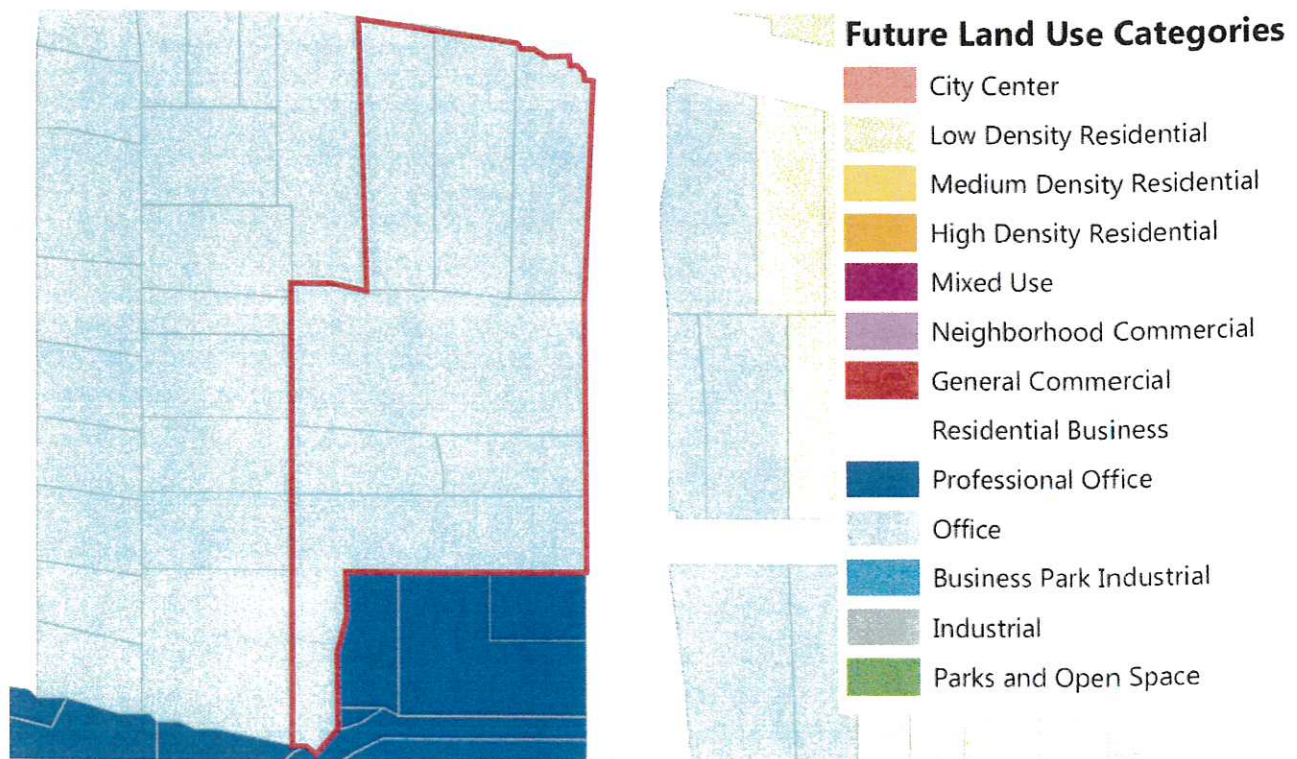 Future Land Use Categories
City Center
Low Density Residential
Medium Density Residential
High Density Residential
Mixed Use
Neighborhood Commercial
General Commercial
Residential Business
Professional Office
Office
Business Park Industrial
Industrial
Parks and Open Space